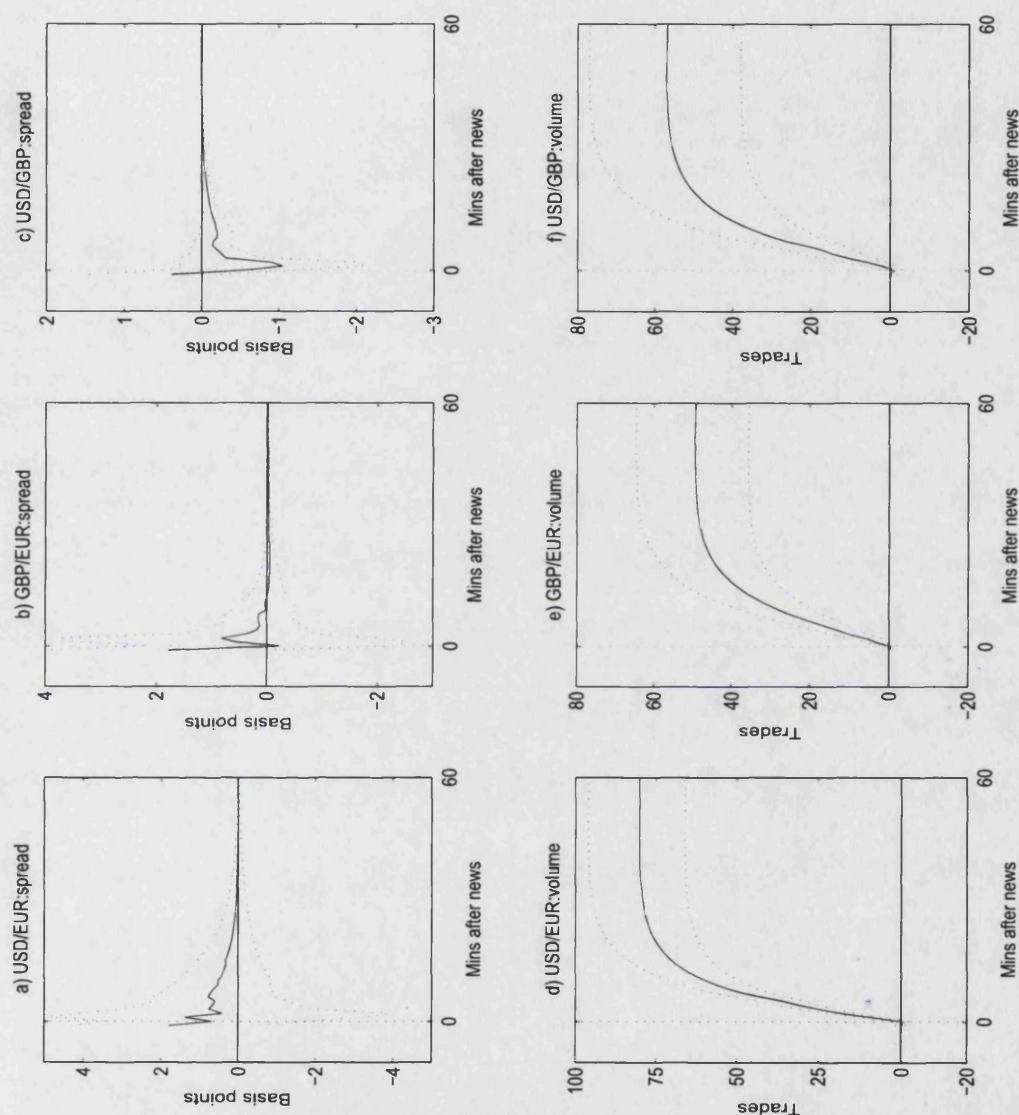 a) USD/EUR:spread
Basis points
4
2
0
-2
-4
0
60
Mins after news
b) GBP/EUR:spread
Basis points
4
2
0
-2
0
60
Mins after news
c) USD/GBP:spread
Basis points
2
1
0
-1
-2
-3
0
60
Mins after news
d) USD/EUR:volume
Trades
100
75
50
25
0
-20
0
60
Mins after news
e) GBP/EUR:volume
Trades
80
60
40
20
0
-20
0
60
Mins after news
f) USD/GBP:volume
Trades
80
60
40
20
0
-20
0
60
Mins after news